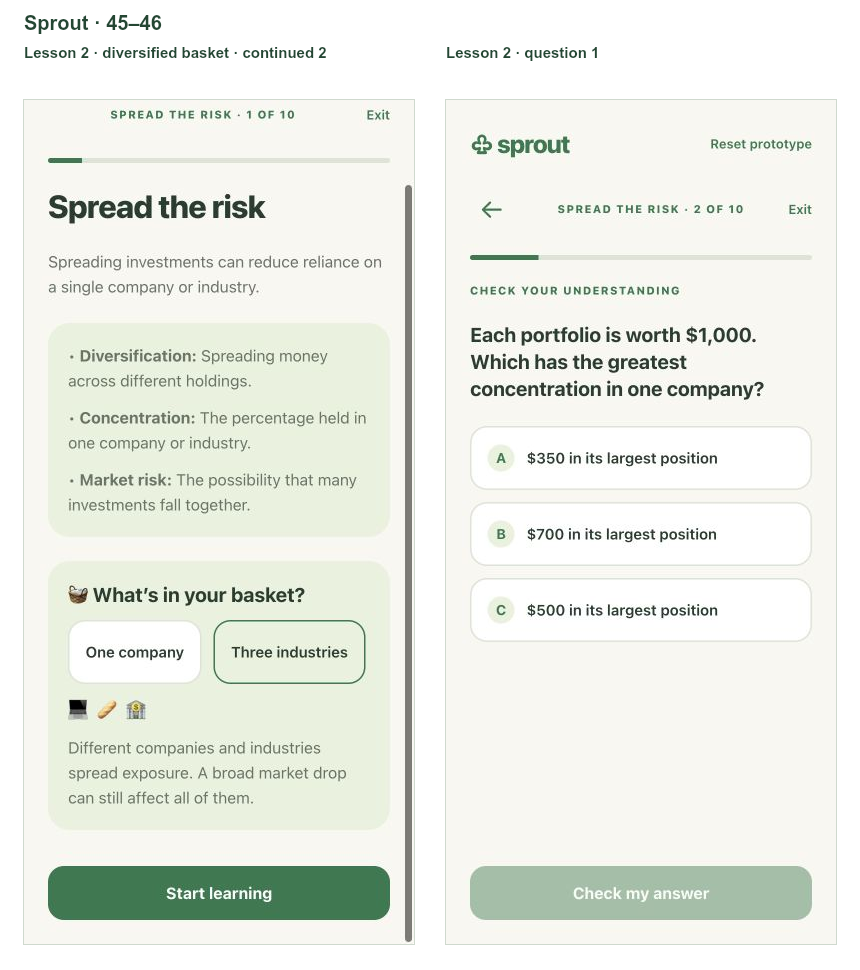 Sprout · 45–46
Lesson 2 · diversified basket · continued 2
SPREAD THE RISK · 1 OF 10
Exit
Spread the risk
Spreading investments can reduce reliance on
a single company or industry.
• Diversification: Spreading money
across different holdings.
• Concentration: The percentage held in
one company or industry.
• Market risk: The possibility that many
investments fall together.
What’s in your basket?
One company
Three industries
Different companies and industries
spread exposure. A broad market drop
can still affect all of them.
Start learning
Lesson 2 · question 1
sprout
Reset prototype
SPREAD THE RISK · 2 OF 10
Exit
CHECK YOUR UNDERSTANDING
Each portfolio is worth $1,000.
Which has the greatest
concentration in one company?
A $350 in its largest position
B $700 in its largest position
C $500 in its largest position
Check my answer